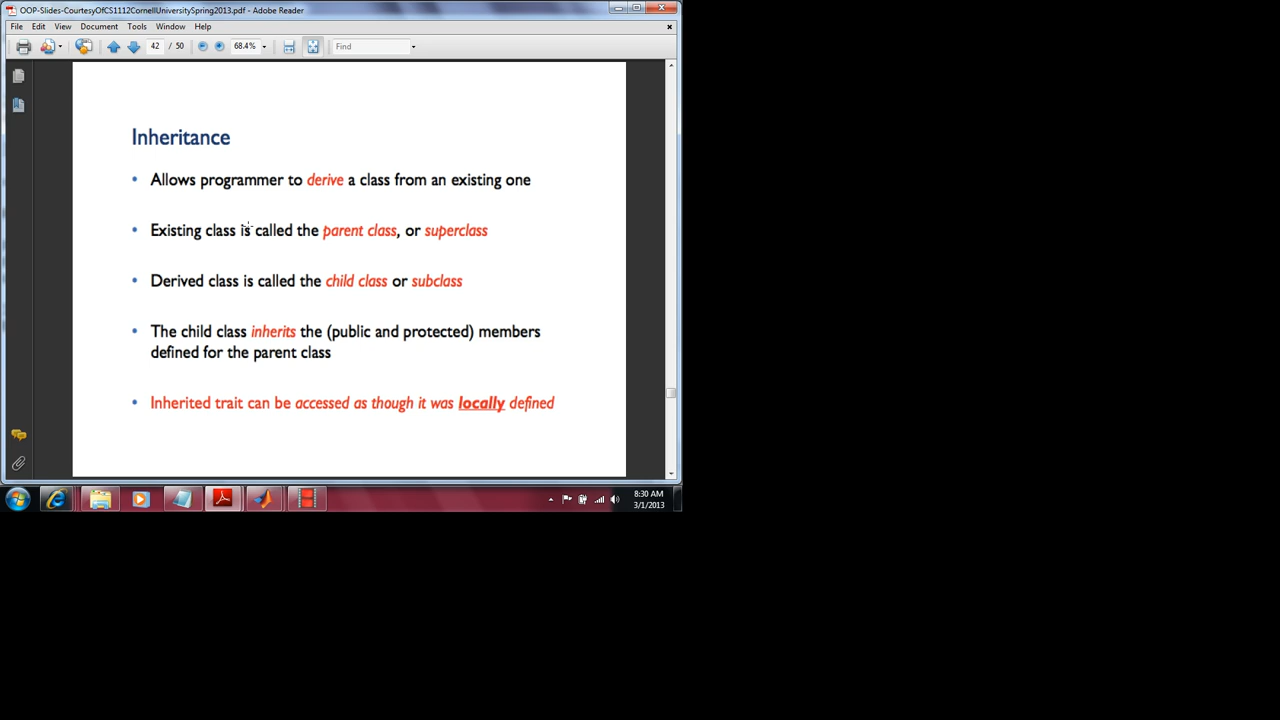 OOP-Slides-CourtesyOfCS1112CornellUniversitySpring2013.pdf - Adobe Reader
File Edit View Document Tools Window Help
42 / 50 68.4% Find
Inheritance
• Allows programmer to derive a class from an existing one
• Existing class is called the parent class, or superclass
• Derived class is called the child class or subclass
• The child class inherits the (public and protected) members
defined for the parent class
• Inherited trait can be accessed as though it was locally defined
8:30 AM
3/1/2013